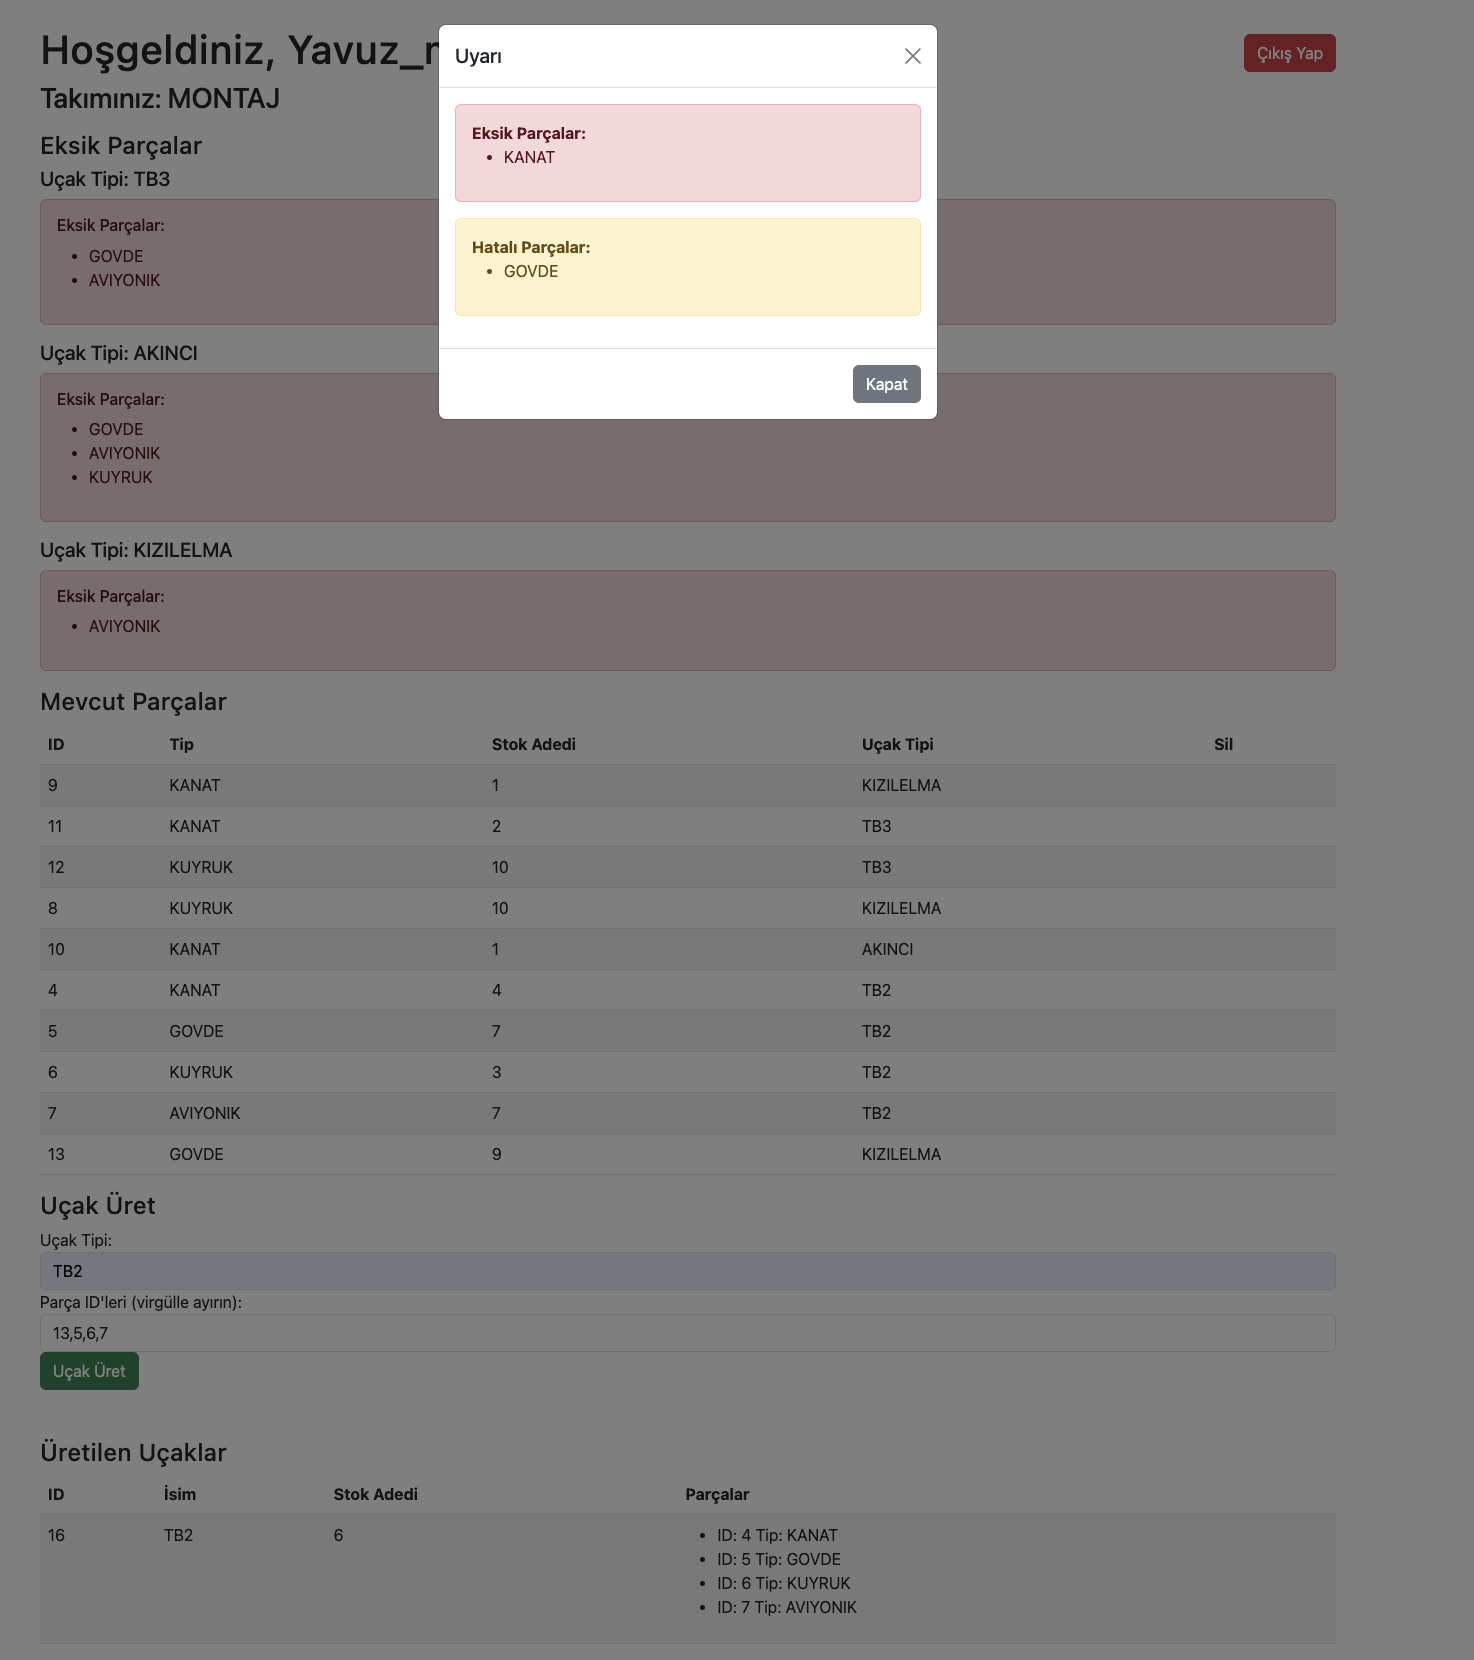 Hoşgeldiniz, Yavuz_
Çıkış Yap
Takımınız: MONTAJ
Uyarı
Eksik Parçalar:
• KANAT
Hatalı Parçalar:
• GOVDE
Kapat
Eksik Parçalar
Uçak Tipi: TB3
Eksik Parçalar:
• GOVDE
• AVIYONIK
Uçak Tipi: AKINCI
Eksik Parçalar:
• GOVDE
• AVIYONIK
• KUYRUK
Uçak Tipi: KIZILELMA
Eksik Parçalar:
• AVIYONIK
Mevcut Parçalar
ID Tip Stok Adedi Uçak Tipi Sil
9 KANAT 1 KIZILELMA
11 KANAT 2 TB3
12 KUYRUK 10 TB3
8 KUYRUK 10 KIZILELMA
10 KANAT 1 AKINCI
4 KANAT 4 TB2
5 GOVDE 7 TB2
6 KUYRUK 3 TB2
7 AVIYONIK 7 TB2
13 GOVDE 9 KIZILELMA
Uçak Üret
Uçak Tipi:
TB2
Parça ID'leri (virgülle ayırın):
13,5,6,7
Uçak Üret
Üretilen Uçaklar
ID İsim Stok Adedi Parçalar
16 TB2 6 • ID: 4 Tip: KANAT
• ID: 5 Tip: GOVDE
• ID: 6 Tip: KUYRUK
• ID: 7 Tip: AVIYONIK